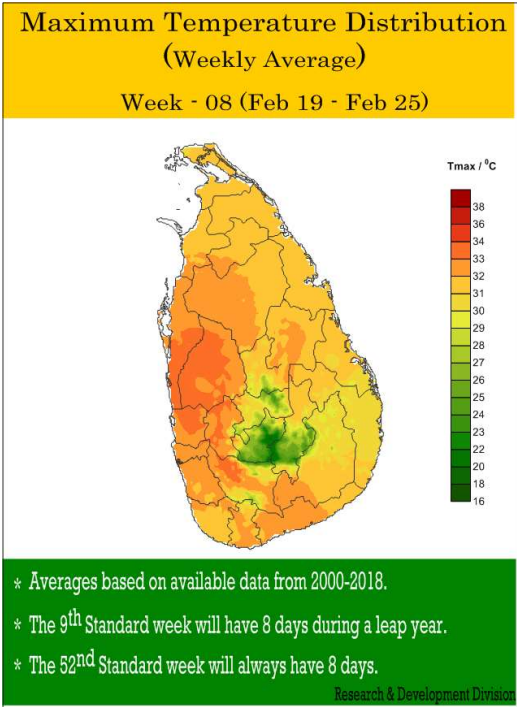 Maximum Temperature Distribution
(Weekly Average)
Week - 08 (Feb 19 - Feb 25)
Tmax / ⁰C
38
36
34
33
32
31
30
29
28
27
26
25
24
23
22
20
18
16
* Averages based on available data from 2000-2018.
* The 9th Standard week will have 8 days during a leap year.
* The 52nd Standard week will always have 8 days.
Research & Development Division